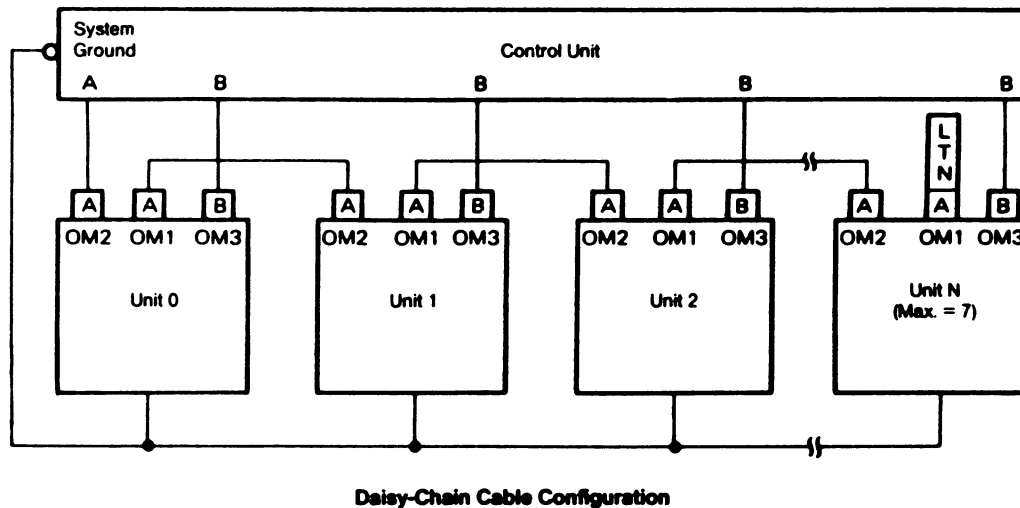 System
Ground
Control Unit
A B B B B
L
T
N
A A B A A B A A B A A B
OM2 OM1 OM3 OM2 OM1 OM3 OM2 OM1 OM3 OM2 OM1 OM3
Unit 0
Unit 1
Unit 2
Unit N
(Max. = 7)
Daisy-Chain Cable Configuration